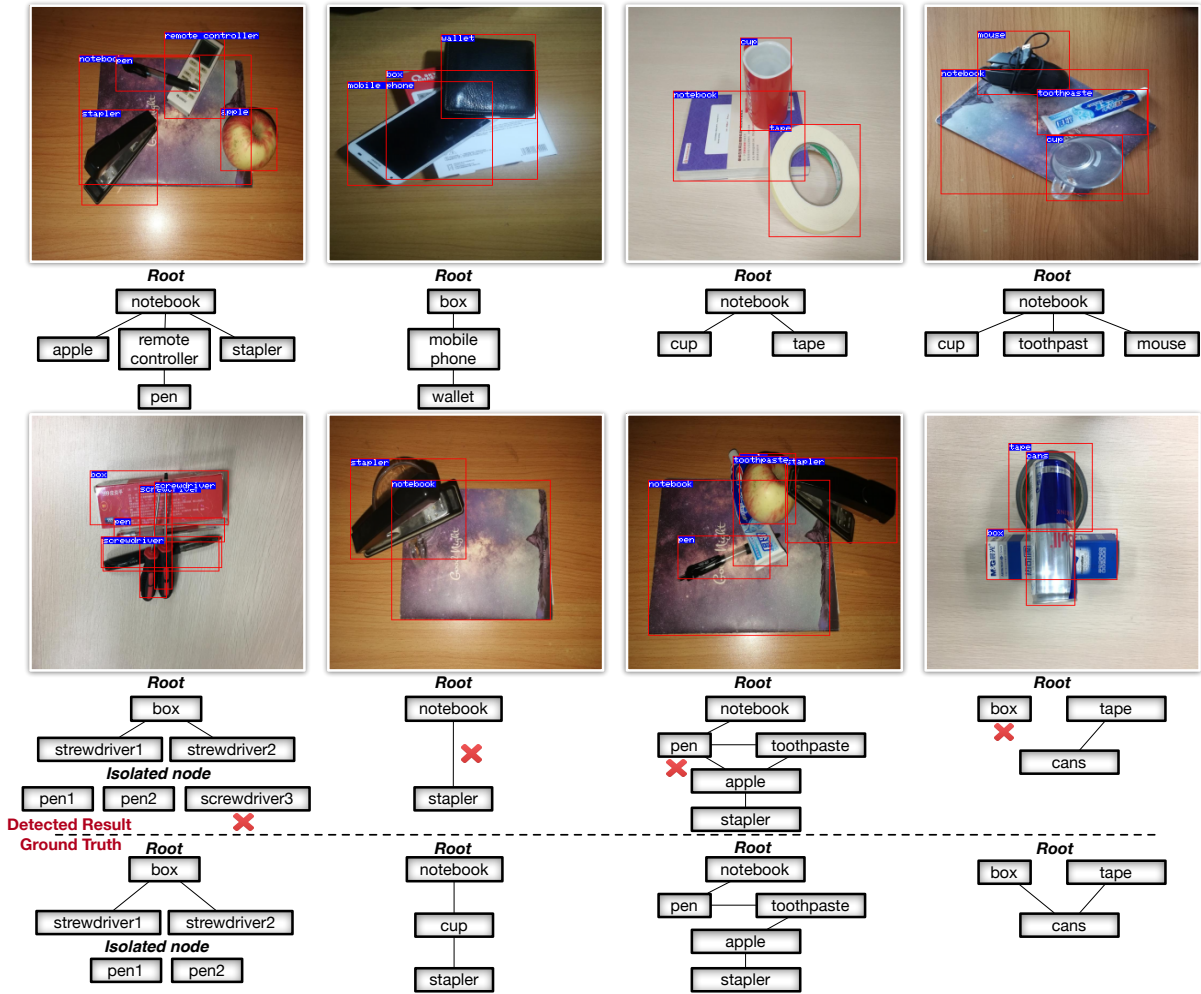 remote controller
notebook
pen
stapler
apple
wallet
box
mobile phone
cup
notebook
tape
mouse
notebook
toothpaste
cup
Root
notebook
apple
remote
controller
stapler
pen
Root
box
mobile
phone
wallet
Root
notebook
cup
tape
Root
notebook
cup
toothpast
mouse
box
screwdriver
screwdriver
pen
screwdriver
stapler
notebook
Good Night
toothpaste
stapler
notebook
pen
Good Night
tape
cans
box
M&G
Root
box
strewdriver1
strewdriver2
Isolated node
pen1
pen2
screwdriver3
Root
notebook
stapler
Root
notebook
pen
toothpaste
apple
stapler
Root
box
tape
cans
Detected Result
Ground Truth
Root
box
strewdriver1
strewdriver2
Isolated node
pen1
pen2
Root
notebook
cup
stapler
Root
notebook
pen
toothpaste
apple
stapler
Root
box
tape
cans